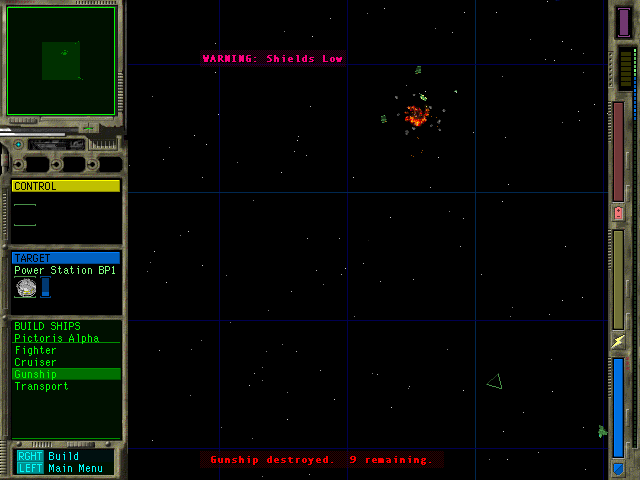 WARNING: Shields Low
CONTROL
TARGET
Power Station BP1
BUILD SHIPS
Pictoris Alpha
Fighter
Cruiser
Gunship
Transport
RGHT Build
LEFT Main Menu
Gunship destroyed. 9 remaining.